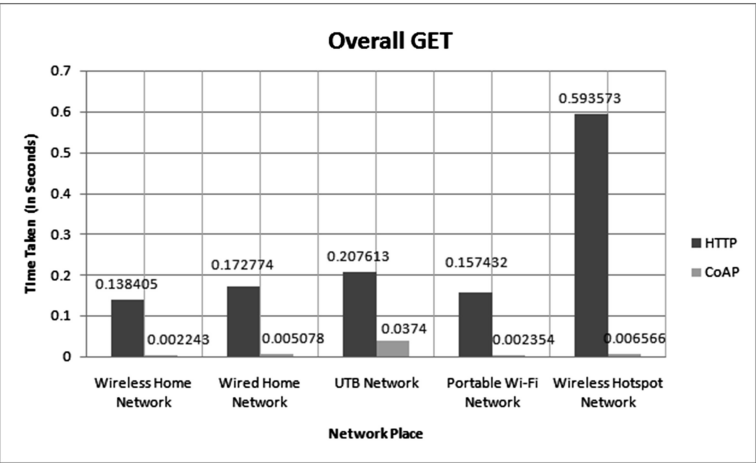 Overall GET
Time Taken (In Seconds)
0.7
0.6
0.5
0.4
0.3
0.2
0.1
0
0.138405
0.002243
0.172774
0.005078
0.207613
0.0374
0.157432
0.002354
0.593573
0.006566
HTTP
CoAP
Wireless Home
Network
Wired Home
Network
UTB Network
Portable Wi-Fi
Network
Wireless Hotspot
Network
Network Place